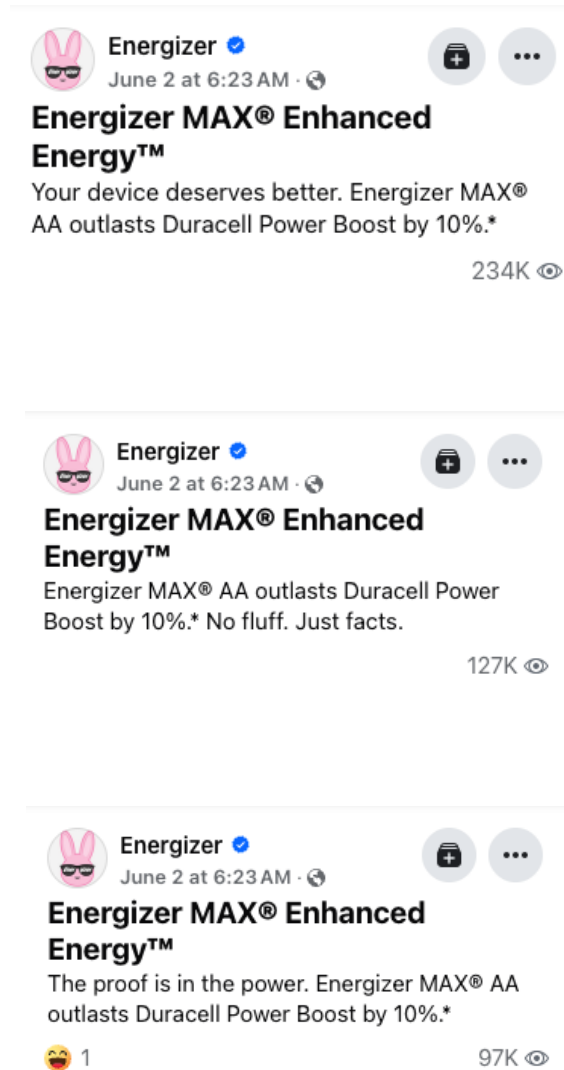 Energizer
June 2 at 6:23 AM ·
Energizer MAX® Enhanced
Energy™
Your device deserves better. Energizer MAX®
AA outlasts Duracell Power Boost by 10%.*
234K
Energizer
June 2 at 6:23 AM ·
Energizer MAX® Enhanced
Energy™
Energizer MAX® AA outlasts Duracell Power
Boost by 10%.* No fluff. Just facts.
127K
Energizer
June 2 at 6:23 AM ·
Energizer MAX® Enhanced
Energy™
The proof is in the power. Energizer MAX® AA
outlasts Duracell Power Boost by 10%.*
1
97K